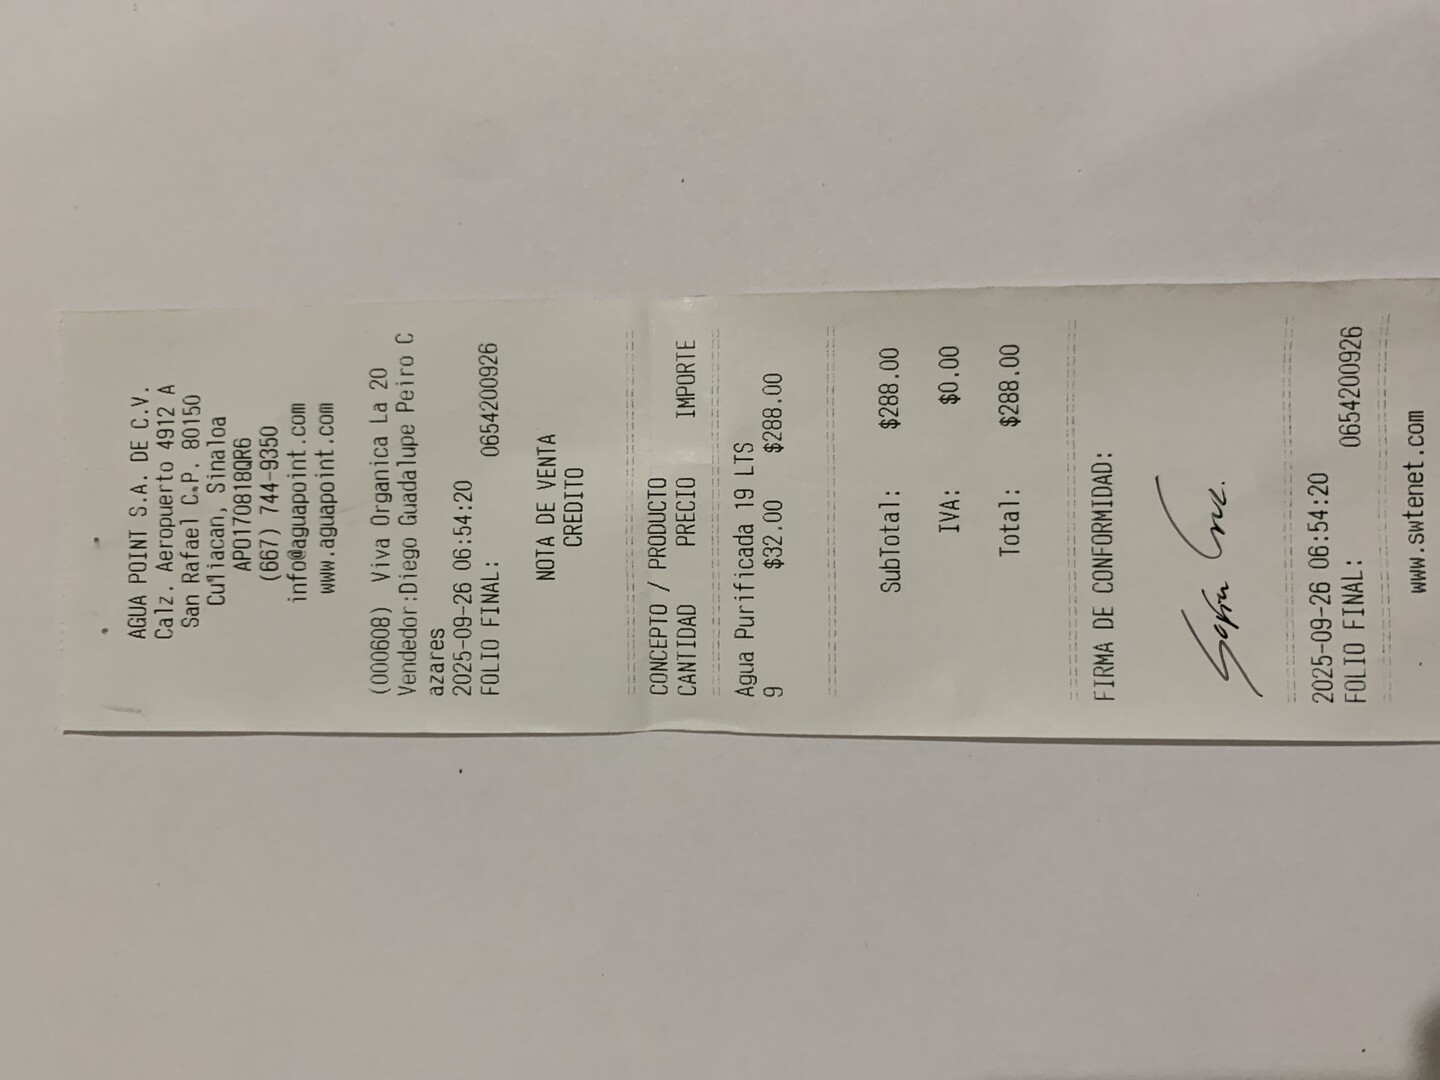 AGUA POINT S.A. DE C.V.
Calz. Aeropuerto 4912 A
San Rafael C.P. 80150
Culiacan, Sinaloa
APO170818QR6
(667) 744-9350
info@aguapoint.com
www.aguapoint.com
(000608)  Viva Organica La 20
Vendedor:Diego Guadalupe Peiro C
azares
2025-09-26 06:54:20
FOLIO FINAL: 0654200926
NOTA DE VENTA
CREDITO
CONCEPTO / PRODUCTO
CANTIDAD PRECIO IMPORTE
Agua Purificada 19 LTS
9 $32.00 $288.00
SubTotal: $288.00
IVA: $0.00
Total: $288.00
FIRMA DE CONFORMIDAD:
2025-09-26 06:54:20
FOLIO FINAL: 0654200926
www.swtenet.com